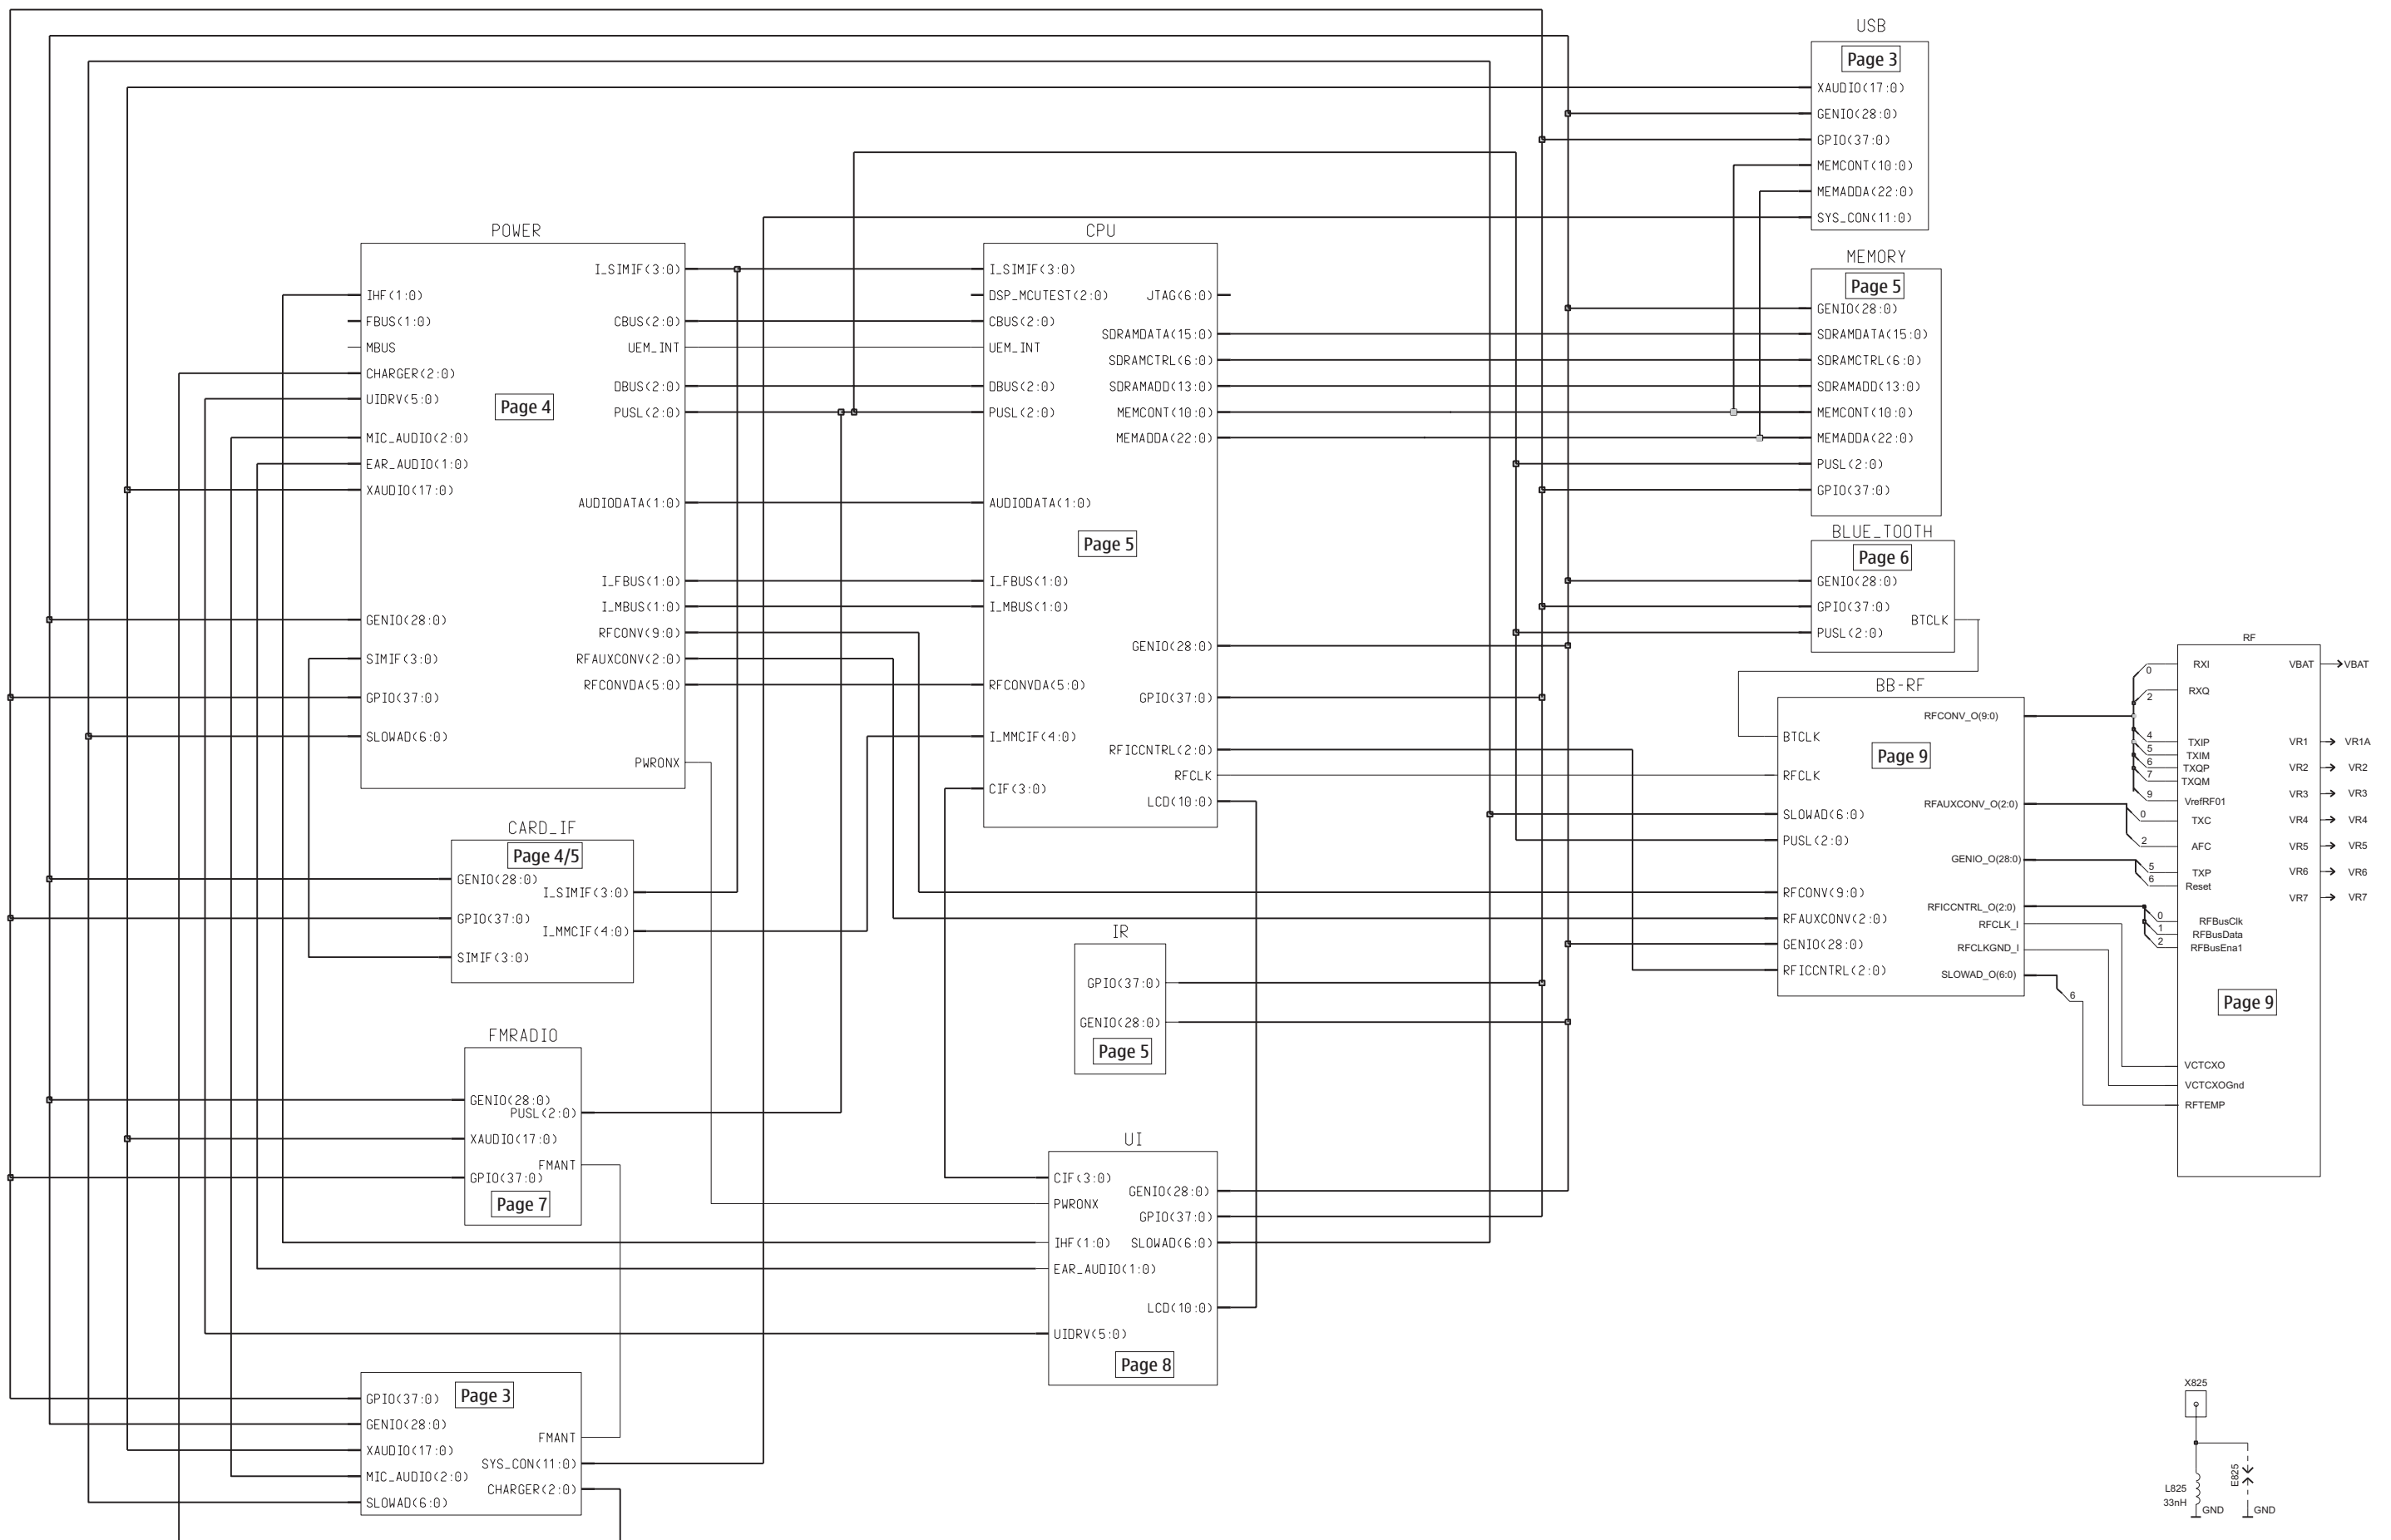 USB
Page 3
XAUDIO(17:0)
GENIO(28:0)
GPIO(37:0)
MEMCONT(10:0)
MEMADDA(22:0)
SYS_CON(11:0)
POWER
Page 4
IHF(1:0)
FBUS(1:0)
MBUS
CHARGER(2:0)
UIDRV(5:0)
MIC_AUDIO(2:0)
EAR_AUDIO(1:0)
XAUDIO(17:0)
GENIO(28:0)
SIMIF(3:0)
GPIO(37:0)
SLOWAD(6:0)
I_SIMIF(3:0)
CBUS(2:0)
UEM_INT
DBUS(2:0)
PUSL(2:0)
AUDIODATA(1:0)
I_FBUS(1:0)
I_MBUS(1:0)
RFCONV(9:0)
RFAUXCONV(2:0)
RFCONVDA(5:0)
PWRONX
CPU
Page 5
I_SIMIF(3:0)
DSP_MCUTEST(2:0)
CBUS(2:0)
UEM_INT
DBUS(2:0)
PUSL(2:0)
AUDIODATA(1:0)
I_FBUS(1:0)
I_MBUS(1:0)
RFCONVDA(5:0)
I_MMCIF(4:0)
CIF(3:0)
JTAG(6:0)
SDRAMDATA(15:0)
SDRAMCTRL(6:0)
SDRAMADD(13:0)
MEMCONT(10:0)
MEMADDA(22:0)
GENIO(28:0)
GPIO(37:0)
RFICCNTRL(2:0)
RFCLK
LCD(10:0)
MEMORY
Page 5
GENIO(28:0)
SDRAMDATA(15:0)
SDRAMCTRL(6:0)
SDRAMADD(13:0)
MEMCONT(10:0)
MEMADDA(22:0)
PUSL(2:0)
GPIO(37:0)
BLUE_TOOTH
Page 6
GENIO(28:0)
GPIO(37:0)
PUSL(2:0)
BTCLK
BB-RF
Page 9
BTCLK
RFCLK
SLOWAD(6:0)
PUSL(2:0)
RFCONV(9:0)
RFAUXCONV(2:0)
GENIO(28:0)
RFICCNTRL(2:0)
RFCONV_O(9:0)
RFAUXCONV_O(2:0)
GENIO_O(28:0)
RFICCNTRL_O(2:0)
RFCLK_I
RFCLKGND_I
SLOWAD_O(6:0)
RF
Page 9
0 RXI
2 RXQ
4 TXIP
5 TXIM
6 TXQP
7 TXQM
9 VrefRF01
0 TXC
2 AFC
5 TXP
6 Reset
0 RFBusClk
1 RFBusData
2 RFBusEna1
VCTCXO
VCTCXOGnd
6 RFTEMP
VBAT VBAT
VR1 VR1A
VR2 VR2
VR3 VR3
VR4 VR4
VR5 VR5
VR6 VR6
VR7 VR7
CARD_IF
Page 4/5
GENIO(28:0)
I_SIMIF(3:0)
GPIO(37:0)
I_MMCIF(4:0)
SIMIF(3:0)
IR
GPIO(37:0)
GENIO(28:0)
Page 5
FMRADIO
GENIO(28:0)
PUSL(2:0)
XAUDIO(17:0)
FMANT
GPIO(37:0)
Page 7
UI
CIF(3:0)
PWRONX
IHF(1:0)
EAR_AUDIO(1:0)
UIDRV(5:0)
GENIO(28:0)
GPIO(37:0)
SLOWAD(6:0)
LCD(10:0)
Page 8
Page 3
GPIO(37:0)
GENIO(28:0)
XAUDIO(17:0)
MIC_AUDIO(2:0)
SLOWAD(6:0)
FMANT
SYS_CON(11:0)
CHARGER(2:0)
X825
E825
L825
33nH
GND
GND